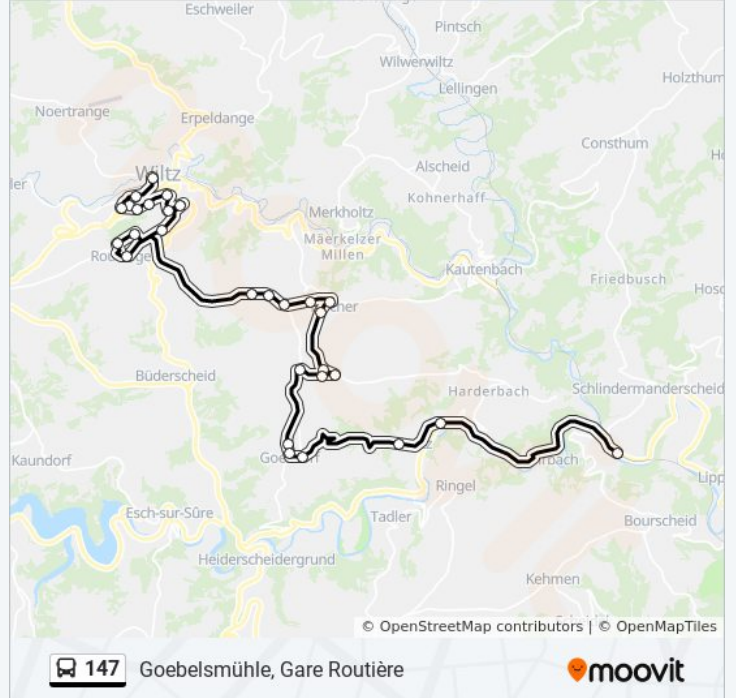 Eschweiler
Pintsch
Wilwerwiltz
Holzthum
Lellingen
Noertrange
Erpeldange
Consthum
Alscheid
Wiltz
Kohnerhaff
Merkholtz
Mäerkelzer
Millen
Kautenbach
Friedbusch
Büderscheid
Harderbach
Schlindermanderscheid
Kaundorf
Ringel
Esch-sur-Sûre
Tadler
Bourscheid
Heiderscheidergrund
Kehmen
© OpenStreetMap contributors | © OpenMapTiles
147 Goebelsmühle, Gare Routière moovit